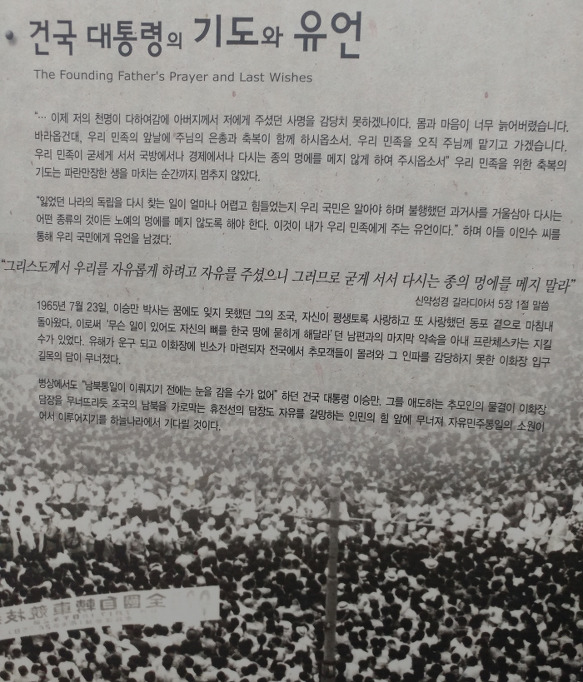 건국 대통령의 기도와 유언
The Founding Father's Prayer and Last Wishes
“… 이제 저의 천명이 다하여감에 아버지께서 저에게 주셨던 사명을 감당치 못하겠나이다. 몸과 마음이 너무 늙어버렸습니다.
바라옵건대, 우리 민족의 앞날에 주님의 은총과 축복이 함께 하시옵소서. 우리 민족을 오직 주님께 맡기고 가겠습니다.
우리 민족이 굳세게 서서 국방에서나 경제에서나 다시는 종의 멍에를 메지 않게 하여 주시옵소서” 우리 민족을 위한 축복의
기도는 파란만장한 생을 마치는 순간까지 멈추지 않았다.
“잃었던 나라의 독립을 다시 찾는 일이 얼마나 어렵고 힘들었는지 우리 국민은 알아야 하며 불행했던 과거사를 거울삼아 다시는
어떤 종류의 것이든 노예의 멍에를 메지 않도록 해야 한다. 이것이 내가 우리 민족에게 주는 유언이다.” 하며 아들 이인수 씨를
통해 우리 국민에게 유언을 남겼다.
“그리스도께서 우리를 자유롭게 하려고 자유를 주셨으니 그러므로 굳게 서서 다시는 종의 멍에를 메지 말라”
신약성경 갈라디아서 5장 1절 말씀
1965년 7월 23일, 이승만 박사는 꿈에도 잊지 못했던 그의 조국, 자신이 평생토록 사랑하고 또 사랑했던 동포 곁으로 마침내
돌아왔다. 이로써 ‘무슨 일이 있어도 자신의 뼈를 한국 땅에 묻히게 해달라’ 던 남편과의 마지막 약속을 아내 프란체스카는 지킬
수가 있었다. 유해가 운구 되고 이화장에 빈소가 마련되자 전국에서 추모객들이 몰려와 그 인파를 감당하지 못한 이화장 입구
길목의 담이 무너졌다.
병상에서도 “남북통일이 이뤄지기 전에는 눈을 감을 수가 없어” 하던 건국 대통령 이승만. 그를 애도하는 추모인의 물결이 이화장
담장을 무너뜨리듯 조국의 남북을 가로막는 휴전선의 담장도 자유를 갈망하는 인민의 힘 앞에 무너져 자유민주통일의 소원이
어서 이루어지기를 하늘나라에서 기다릴 것이다.
全國自轉車競技